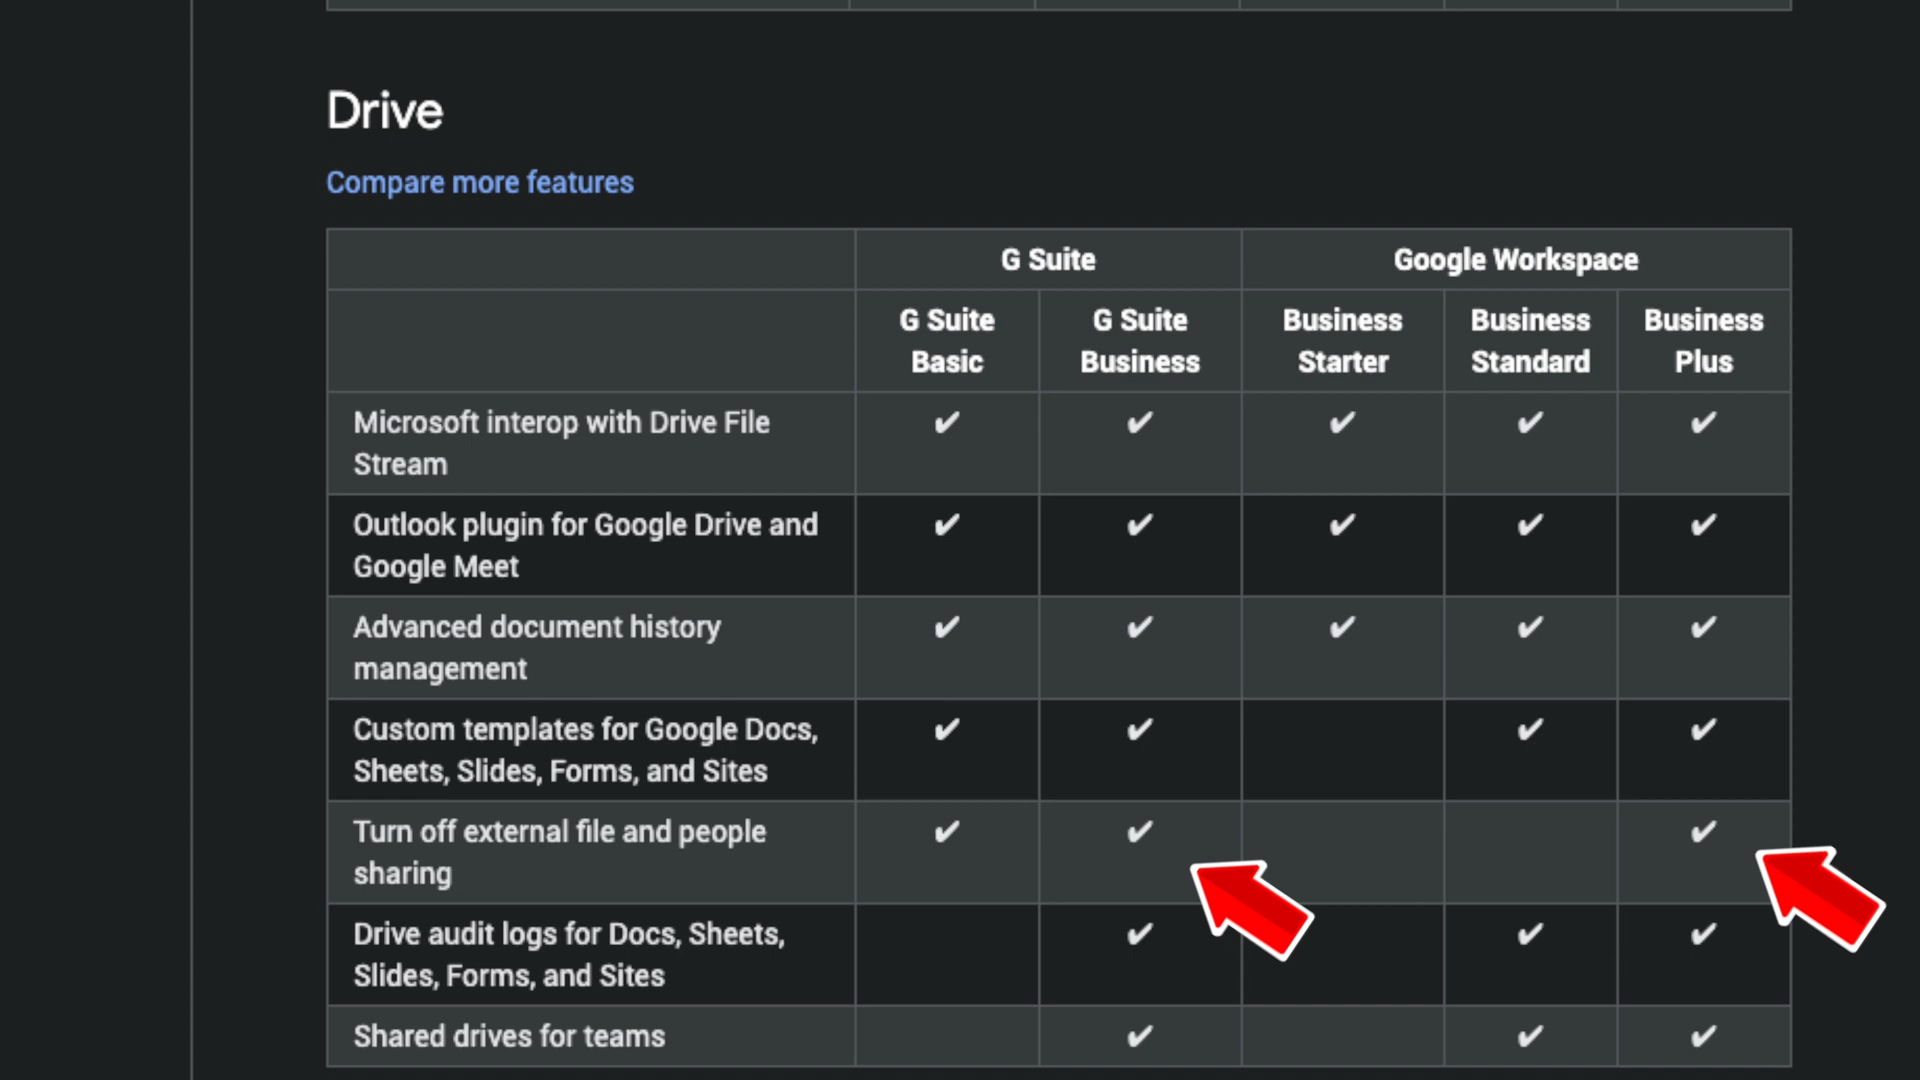 Drive
Compare more features
G Suite Google Workspace
G Suite Basic G Suite Business Business Starter Business Standard Business Plus
Microsoft interop with Drive File
Stream
✔ ✔ ✔ ✔ ✔
Outlook plugin for Google Drive and
Google Meet
✔ ✔ ✔ ✔ ✔
Advanced document history
management
✔ ✔ ✔ ✔ ✔
Custom templates for Google Docs,
Sheets, Slides, Forms, and Sites
✔ ✔ ✔ ✔
Turn off external file and people
sharing
✔ ✔ ✔
Drive audit logs for Docs, Sheets,
Slides, Forms, and Sites
✔ ✔ ✔
Shared drives for teams
✔ ✔ ✔